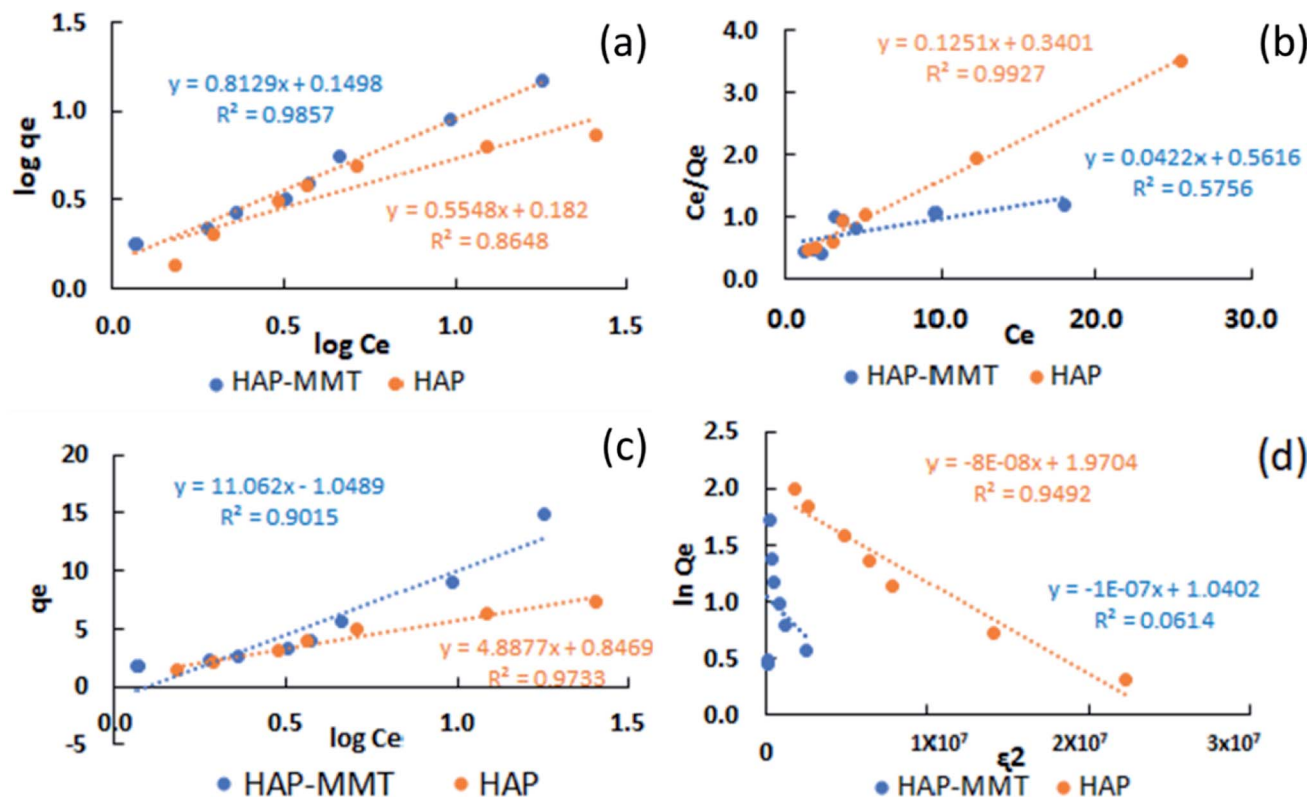 (a)
1.5
1.0
0.5
0.0
log qe
y = 0.8129x + 0.1498
R² = 0.9857
y = 0.5548x + 0.182
R² = 0.8648
0.0 0.5 1.0 1.5
log Ce
HAP-MMT HAP
(b)
4.0
3.0
2.0
1.0
0.0
Ce/Qe
y = 0.1251x + 0.3401
R² = 0.9927
y = 0.0422x + 0.5616
R² = 0.5756
0.0 10.0 20.0 30.0
Ce
HAP-MMT HAP
(c)
20
15
10
5
0
-5
qe
y = 11.062x - 1.0489
R² = 0.9015
y = 4.8877x + 0.8469
R² = 0.9733
0.0 0.5 1.0 1.5
log Ce
HAP-MMT HAP
(d)
2.5
2.0
1.5
1.0
0.5
0.0
ln Qe
y = -8E-08x + 1.9704
R² = 0.9492
y = -1E-07x + 1.0402
R² = 0.0614
0 1X10⁷ 2X10⁷ 3x10⁷
ε2
HAP-MMT HAP